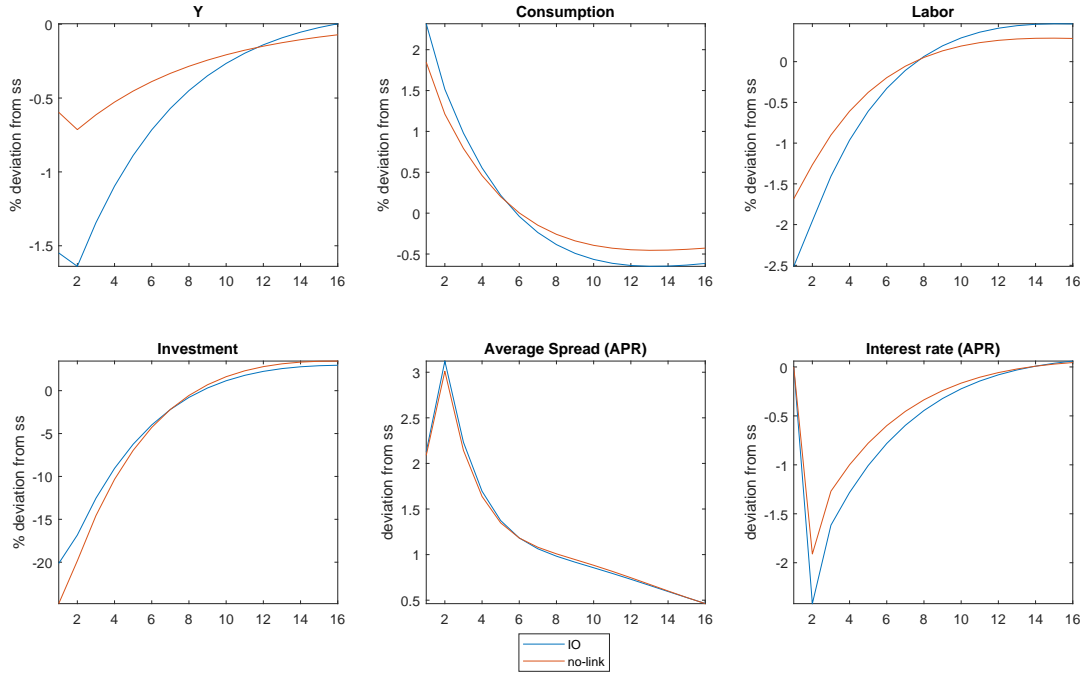 Y
% deviation from ss
0
-0.5
-1
-1.5
2 4 6 8 10 12 14 16
Consumption
% deviation from ss
2
1.5
1
0.5
0
-0.5
2 4 6 8 10 12 14 16
Labor
% deviation from ss
0
-0.5
-1
-1.5
-2
-2.5
2 4 6 8 10 12 14 16
Investment
% deviation from ss
0
-5
-10
-15
-20
2 4 6 8 10 12 14 16
Average Spread (APR)
deviation from ss
3
2.5
2
1.5
1
0.5
2 4 6 8 10 12 14 16
Interest rate (APR)
deviation from ss
0
-0.5
-1
-1.5
-2
2 4 6 8 10 12 14 16
IO
no-link